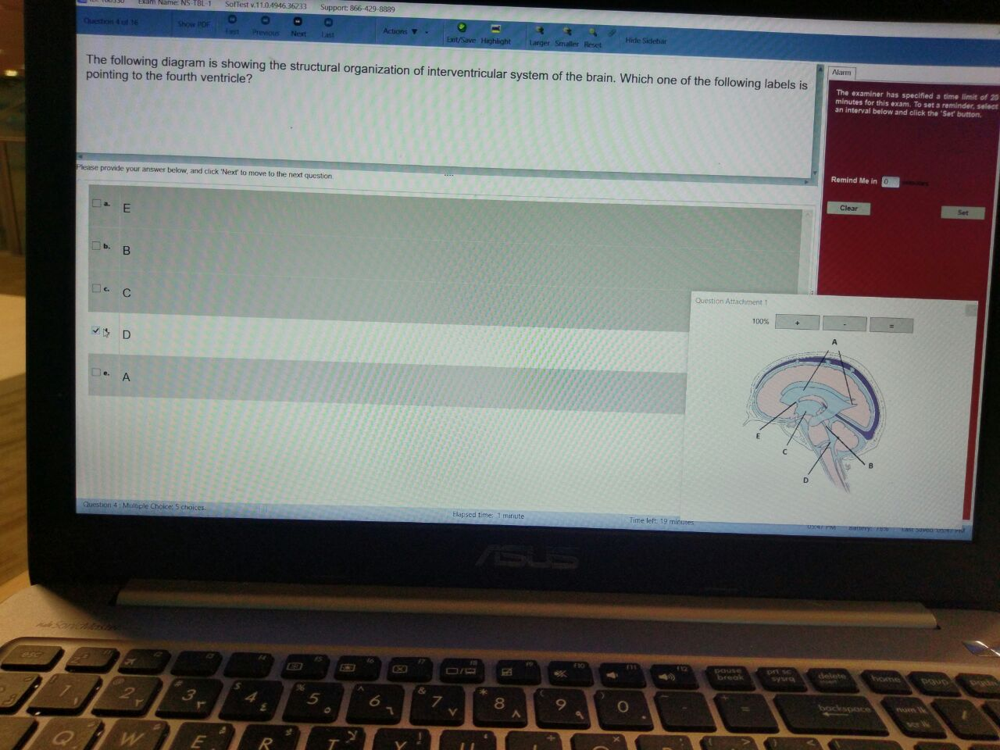 Exam Name: NS-TBL-1 SofTest v.11.0.4946.36233 Support: 866-429-8889
Question 4 of 16 Show PDF First Previous Next Last Actions Exit/Save Highlight Larger Smaller Reset Hide Sidebar
The following diagram is showing the structural organization of interventricular system of the brain. Which one of the following labels is
pointing to the fourth ventricle?
Alarm
The examiner has specified a time limit of 20
minutes for this exam. To set a reminder, select
an interval below and click the 'Set' button.
Remind Me in 0 minutes
Clear Set
Please provide your answer below, and click 'Next' to move to the next question
a. E
b. B
c. C
D
e. A
Question Attachment 1
100% + - =
A
E
C
B
D
Question 4 : Multiple Choice: 5 choices.
Elapsed time: 1 minute
Time left: 19 minutes
05:47 PM Battery: 78% Last Saved 05:47 PM
ASUS
esc f2 f3 f4 f5 f6 f7 f8 f9 f10 f11 f12 pause break prt sc sysrq delete home pgup
! 1 @ 2 # 3 $ 4 % 5 ^ 6 & 7 * 8 ( 9 ) 0 - = backspace num lk scr lk /
Q W E R T Y U